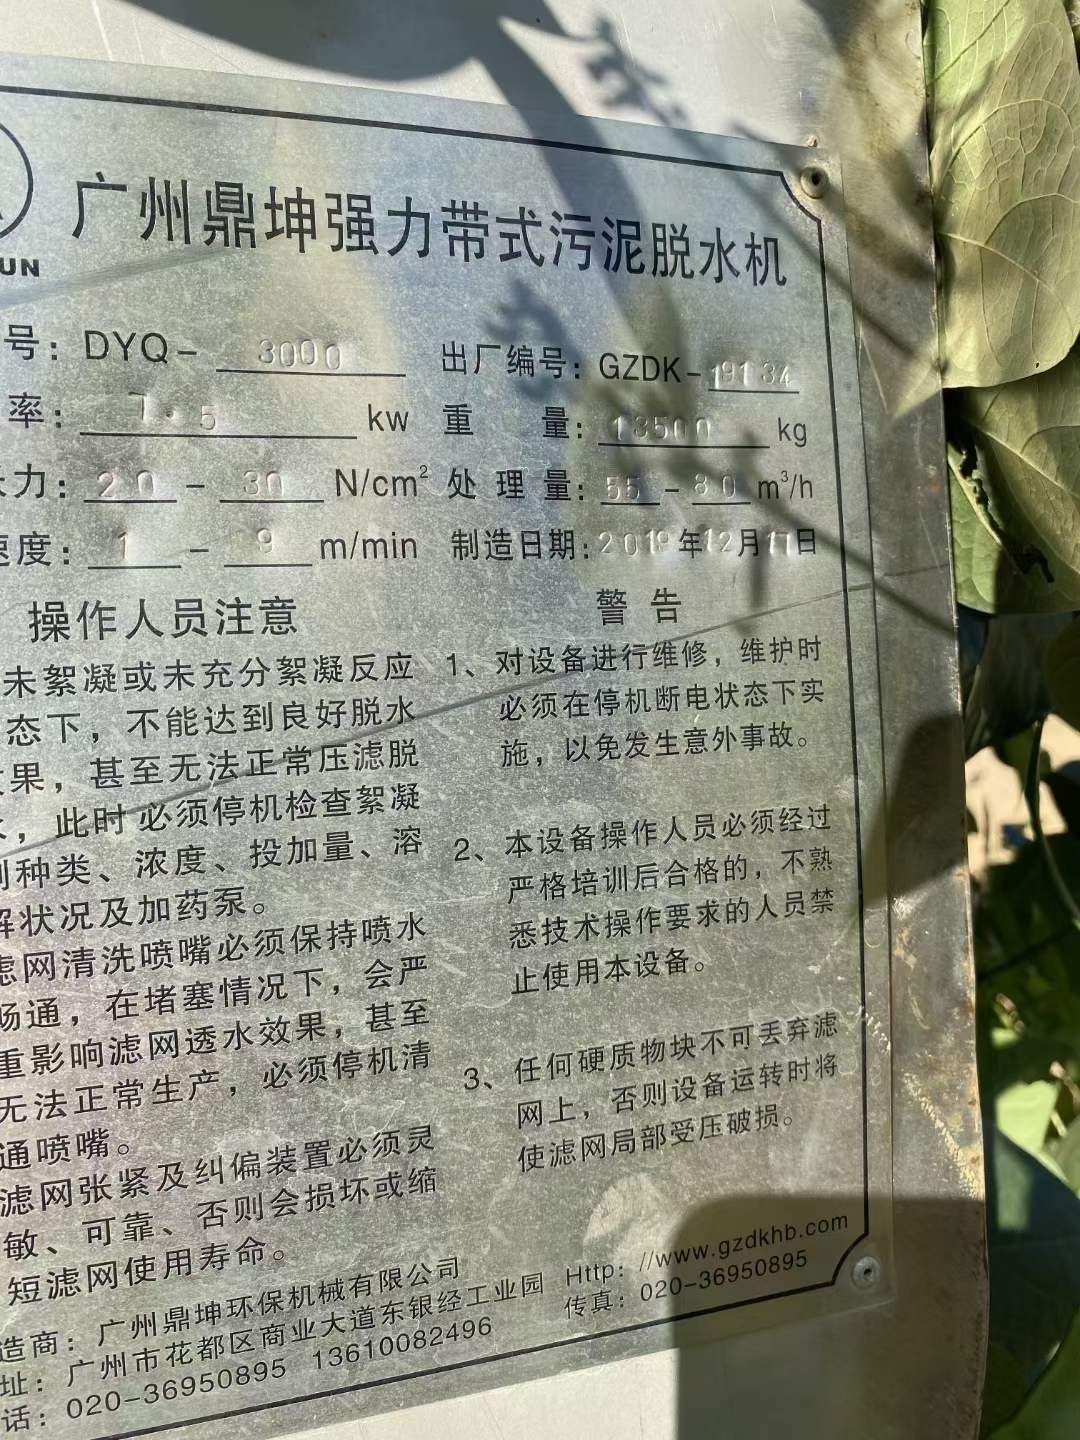 广州鼎坤强力带式污泥脱水机
UN
号：DYQ- 3000 出厂编号：GZDK-19134
率： 7.5 kw 重 量：13500 kg
力：20 - 30 N/cm² 处 理 量：55 - 80 m³/h
速度： 1 - 9 m/min 制造日期：2019年12月17日
操作人员注意
未絮凝或未充分絮凝反应
态下，不能达到良好脱水
果，甚至无法正常压滤脱
，此时必须停机检查絮凝
种类、浓度、投加量、溶
解状况及加药泵。
滤网清洗喷嘴必须保持喷水
畅通，在堵塞情况下，会严
重影响滤网透水效果，甚至
无法正常生产，必须停机清
通喷嘴。
滤网张紧及纠偏装置必须灵
敏、可靠、否则会损坏或缩
短滤网使用寿命。
警 告
1、对设备进行维修，维护时
必须在停机断电状态下实
施，以免发生意外事故。
2、本设备操作人员必须经过
严格培训后合格的，不熟
悉技术操作要求的人员禁
止使用本设备。
3、任何硬质物块不可丢弃滤
网上，否则设备运转时将
使滤网局部受压破损。
造商：广州鼎坤环保机械有限公司
址：广州市花都区商业大道东银经工业园
话：020-36950895 13610082496
Http：//www.gzdkhb.com
传真：020-36950895